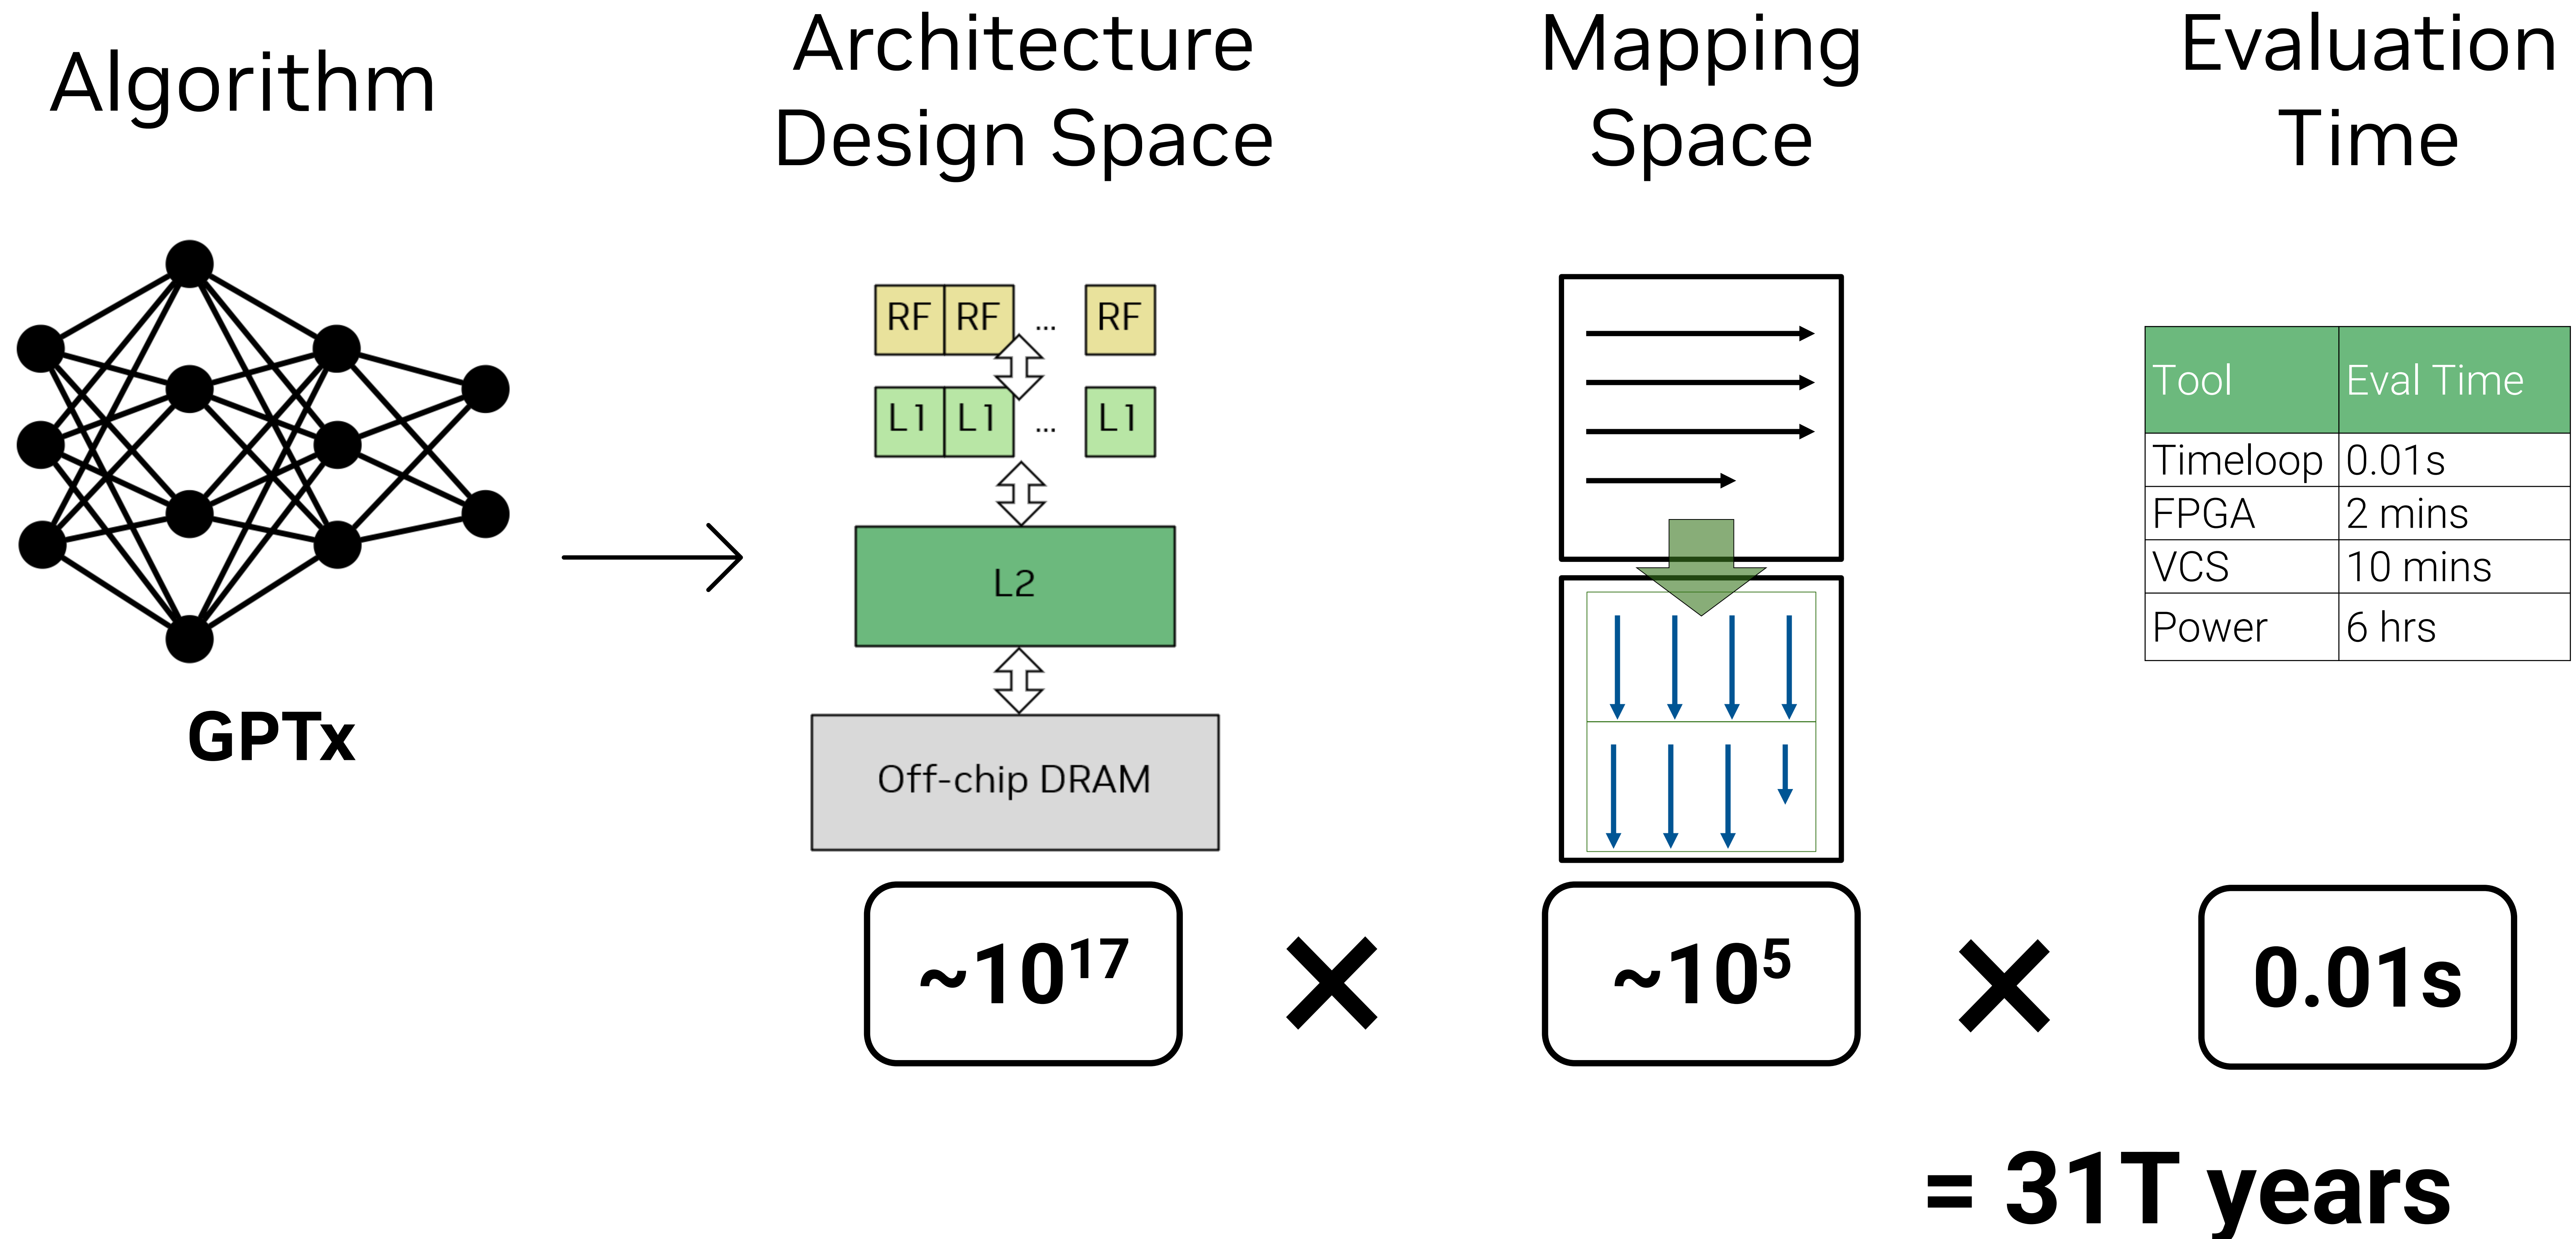 Algorithm
Architecture
Design Space
Mapping
Space
Evaluation
Time
GPTx
RF RF ... RF
L1 L1 ... L1
L2
Off-chip DRAM
Tool Eval Time
Timeloop 0.01s
FPGA 2 mins
VCS 10 mins
Power 6 hrs
~10¹⁷ × ~10⁵ × 0.01s
= 31T years